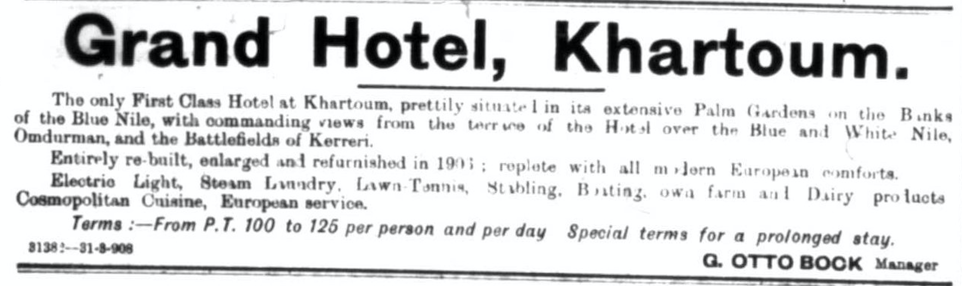 Grand Hotel, Khartoum.
The only First Class Hotel at Khartoum, prettily situated in its extensive Palm Gardens on the Banks
of the Blue Nile, with commanding views from the terrace of the Hotel over the Blue and White Nile,
Omdurman, and the Battlefields of Kerreri.
Entirely re-built, enlarged and refurnished in ; replete with all modern European comforts.
Electric Light, Steam Laundry, Lawn-Tennis, Stabling, Boating, own farm and Dairy products
Cosmopolitan Cuisine, European service.
Terms :—From P.T. 100 to 125 per person and per day Special terms for a prolonged stay.
31-8-908
G. OTTO BOCK Manager